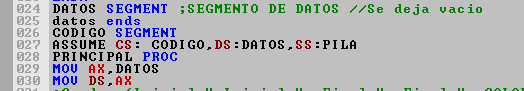 024 DATOS SEGMENT ;SEGMENTO DE DATOS //Se deja vacio
025 datos ends
026 CODIGO SEGMENT
027 ASSUME CS: CODIGO,DS:DATOS,SS:PILA
028 PRINCIPAL PROC
029 MOV AX,DATOS
030 MOV DS,AX